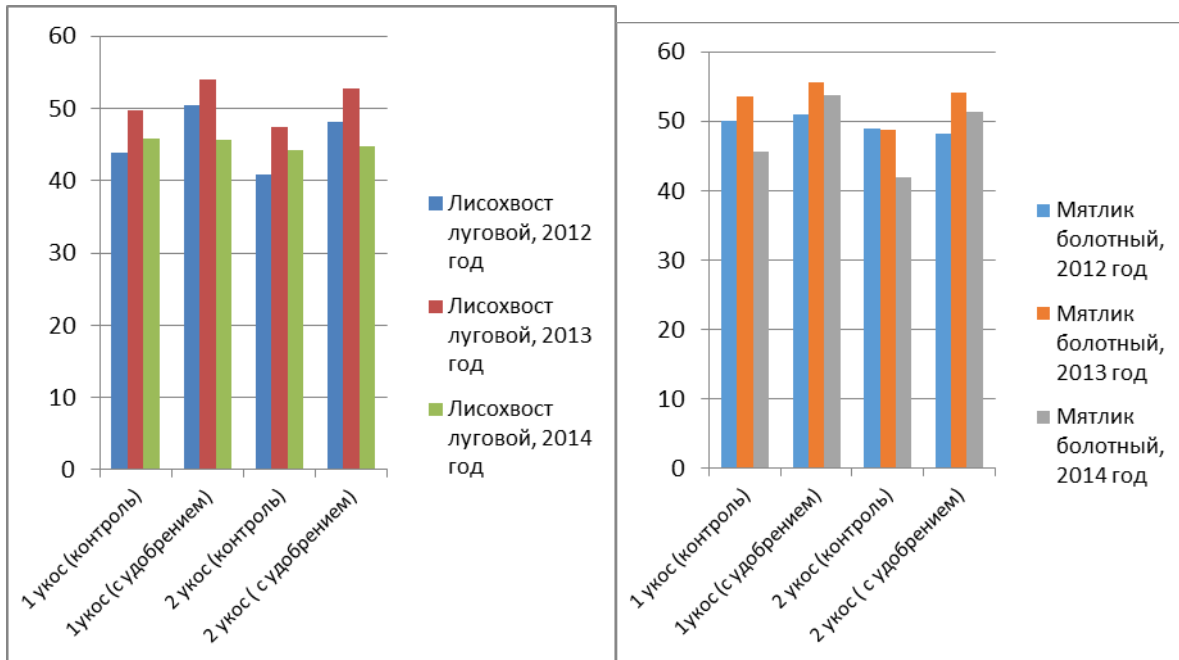 60
50
40
30
20
10
0
1 укос (контроль)
1укос (с удобрением)
2 укос (контроль)
2 укос ( с удобрением)
Лисохвост
луговой, 2012
год
Лисохвост
луговой, 2013
год
Лисохвост
луговой, 2014
год
60
50
40
30
20
10
0
1 укос (контроль)
1укос (с удобрением)
2 укос (контроль)
2 укос ( с удобрением)
Мятлик
болотный,
2012 год
Мятлик
болотный,
2013 год
Мятлик
болотный,
2014 год